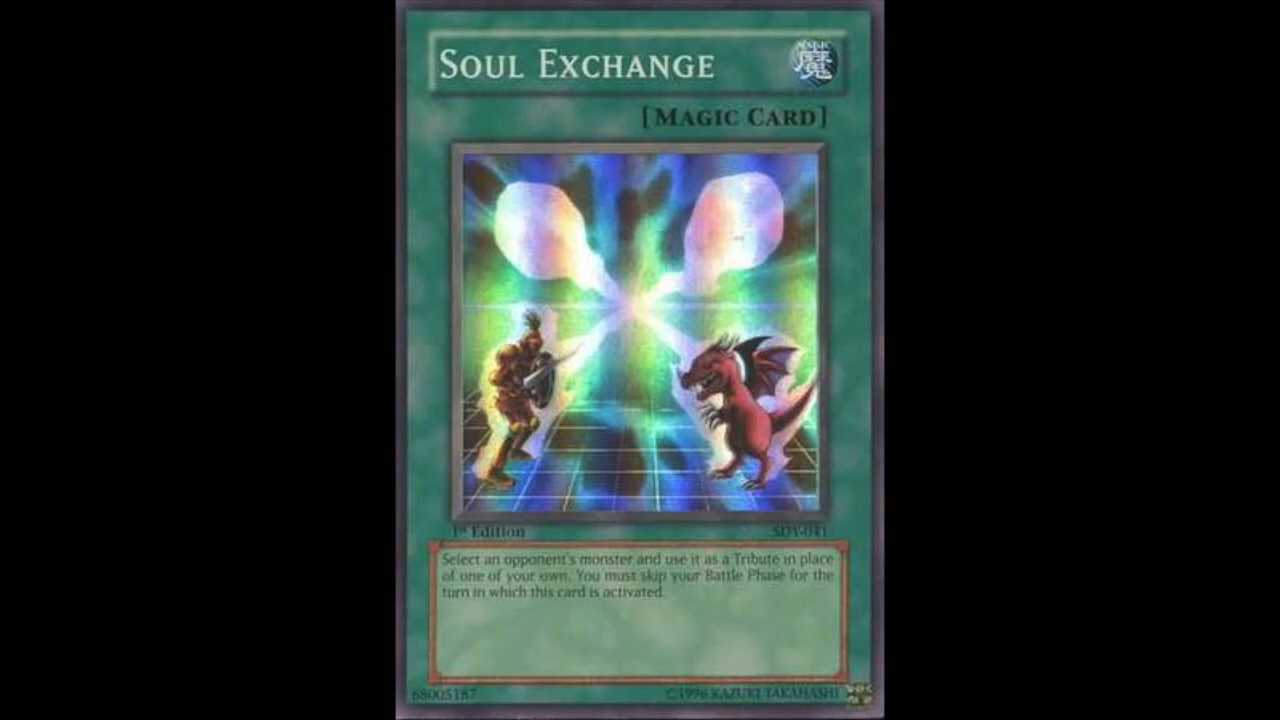 SOUL EXCHANGE
MAGIC
魔
[MAGIC CARD]
1st Edition
SDY-041
Select an opponent's monster and use it as a Tribute in place
of one of your own. You must skip your Battle Phase for the
turn in which this card is activated.
68005187
©1996 KAZUKI TAKAHASHI